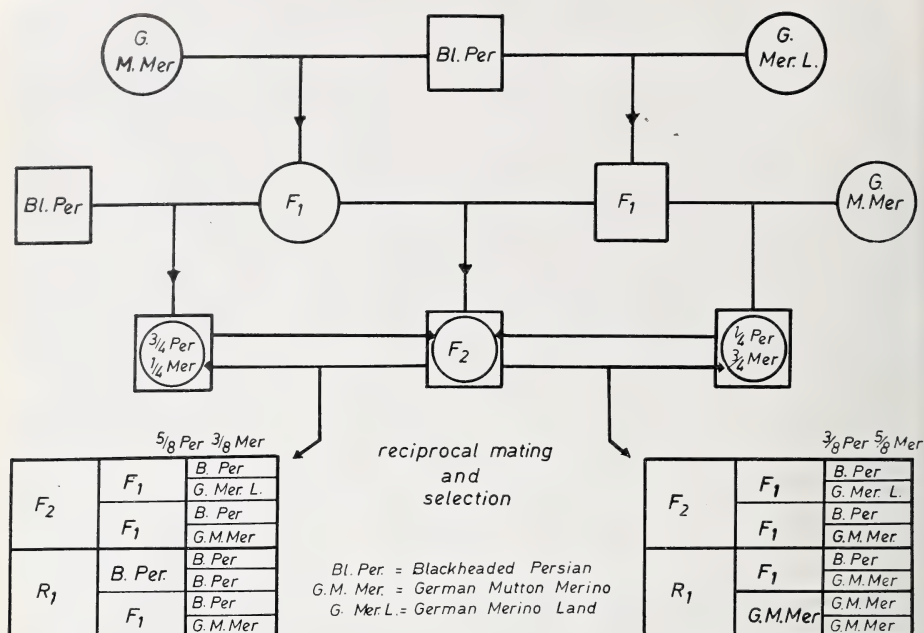 G.
M. Mer
Bl. Per
G.
Mer. L.
Bl. Per
F1
F1
G.
M. Mer
3/4 Per
1/4 Mer
F2
1/4 Per
3/4 Mer
5/8 Per 3/8 Mer
F2
F1
B. Per
G. Mer. L.
F1
B. Per
G.M.Mer
R1
B. Per.
B. Per
B. Per
F1
B. Per
G.M.Mer
reciprocal mating
and
selection
Bl. Per. = Blackheaded Persian
G.M. Mer. = German Mutton Merino
G. Mer.L. = German Merino Land
3/8 Per 5/8 Mer
F2
F1
B. Per
G. Mer L.
F1
B. Per
G.M.Mer.
R1
F1
B. Per
G.M.Mer
G.M.Mer
G.M.Mer
G.M.Mer